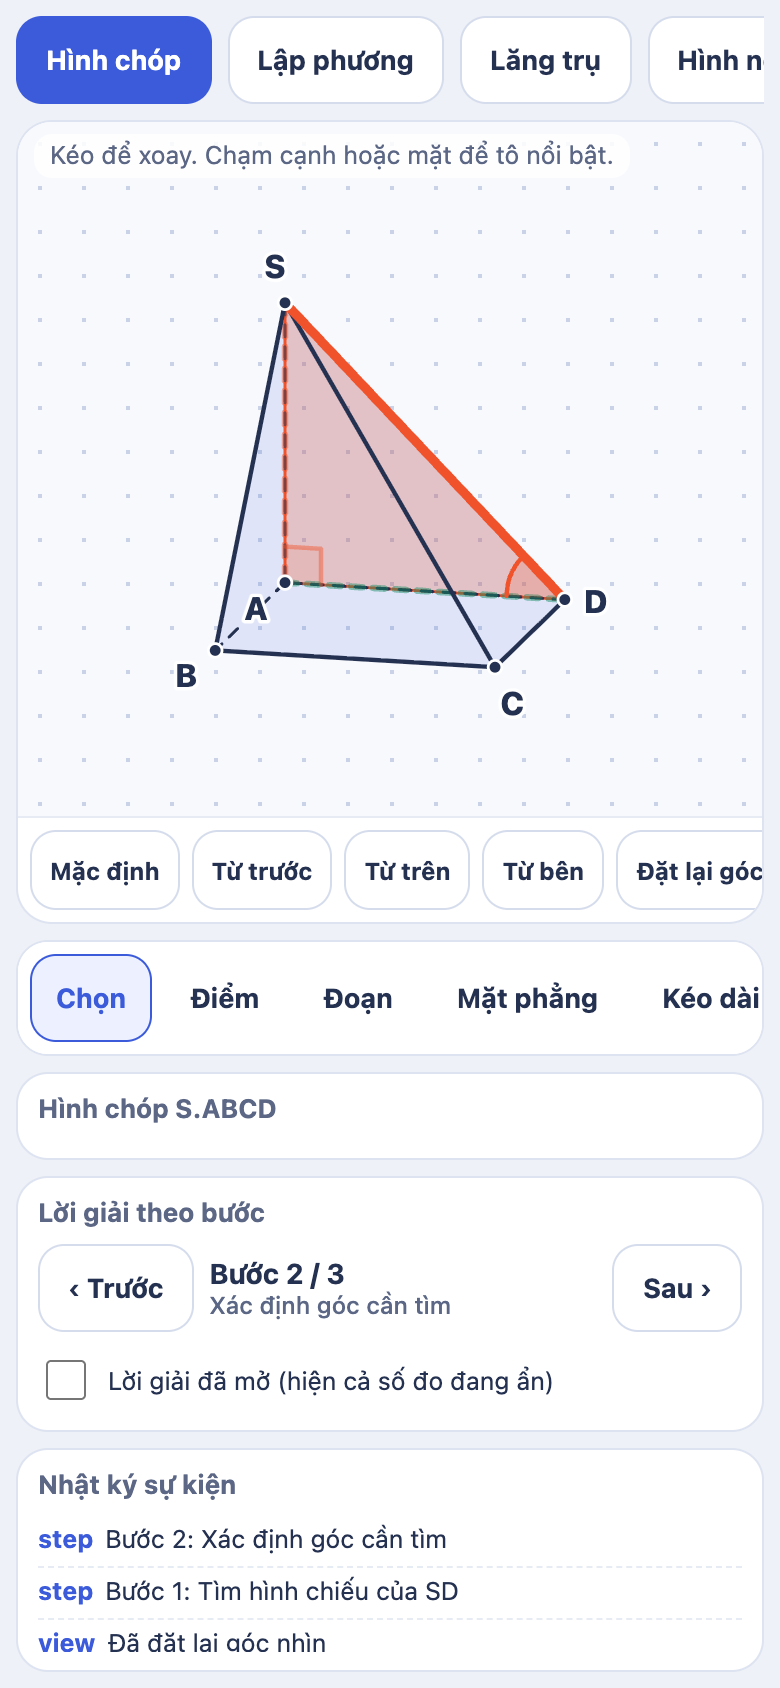 Hình chóp
Lập phương
Lăng trụ
Hình n
Kéo để xoay. Chạm cạnh hoặc mặt để tô nổi bật.
S
A
D
B
C
Mặc định
Từ trước
Từ trên
Từ bên
Đặt lại góc
Chọn
Điểm
Đoạn
Mặt phẳng
Kéo dài
Hình chóp S.ABCD
Lời giải theo bước
‹ Trước
Bước 2 / 3
Xác định góc cần tìm
Sau ›
Lời giải đã mở (hiện cả số đo đang ẩn)
Nhật ký sự kiện
step Bước 2: Xác định góc cần tìm
step Bước 1: Tìm hình chiếu của SD
view Đã đặt lại góc nhìn